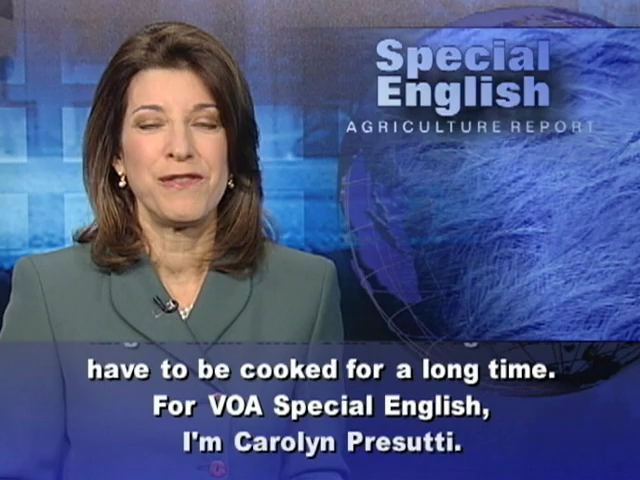 Special
English
AGRICULTURE REPORT
have to be cooked for a long time.
For VOA Special English,
I'm Carolyn Presutti.